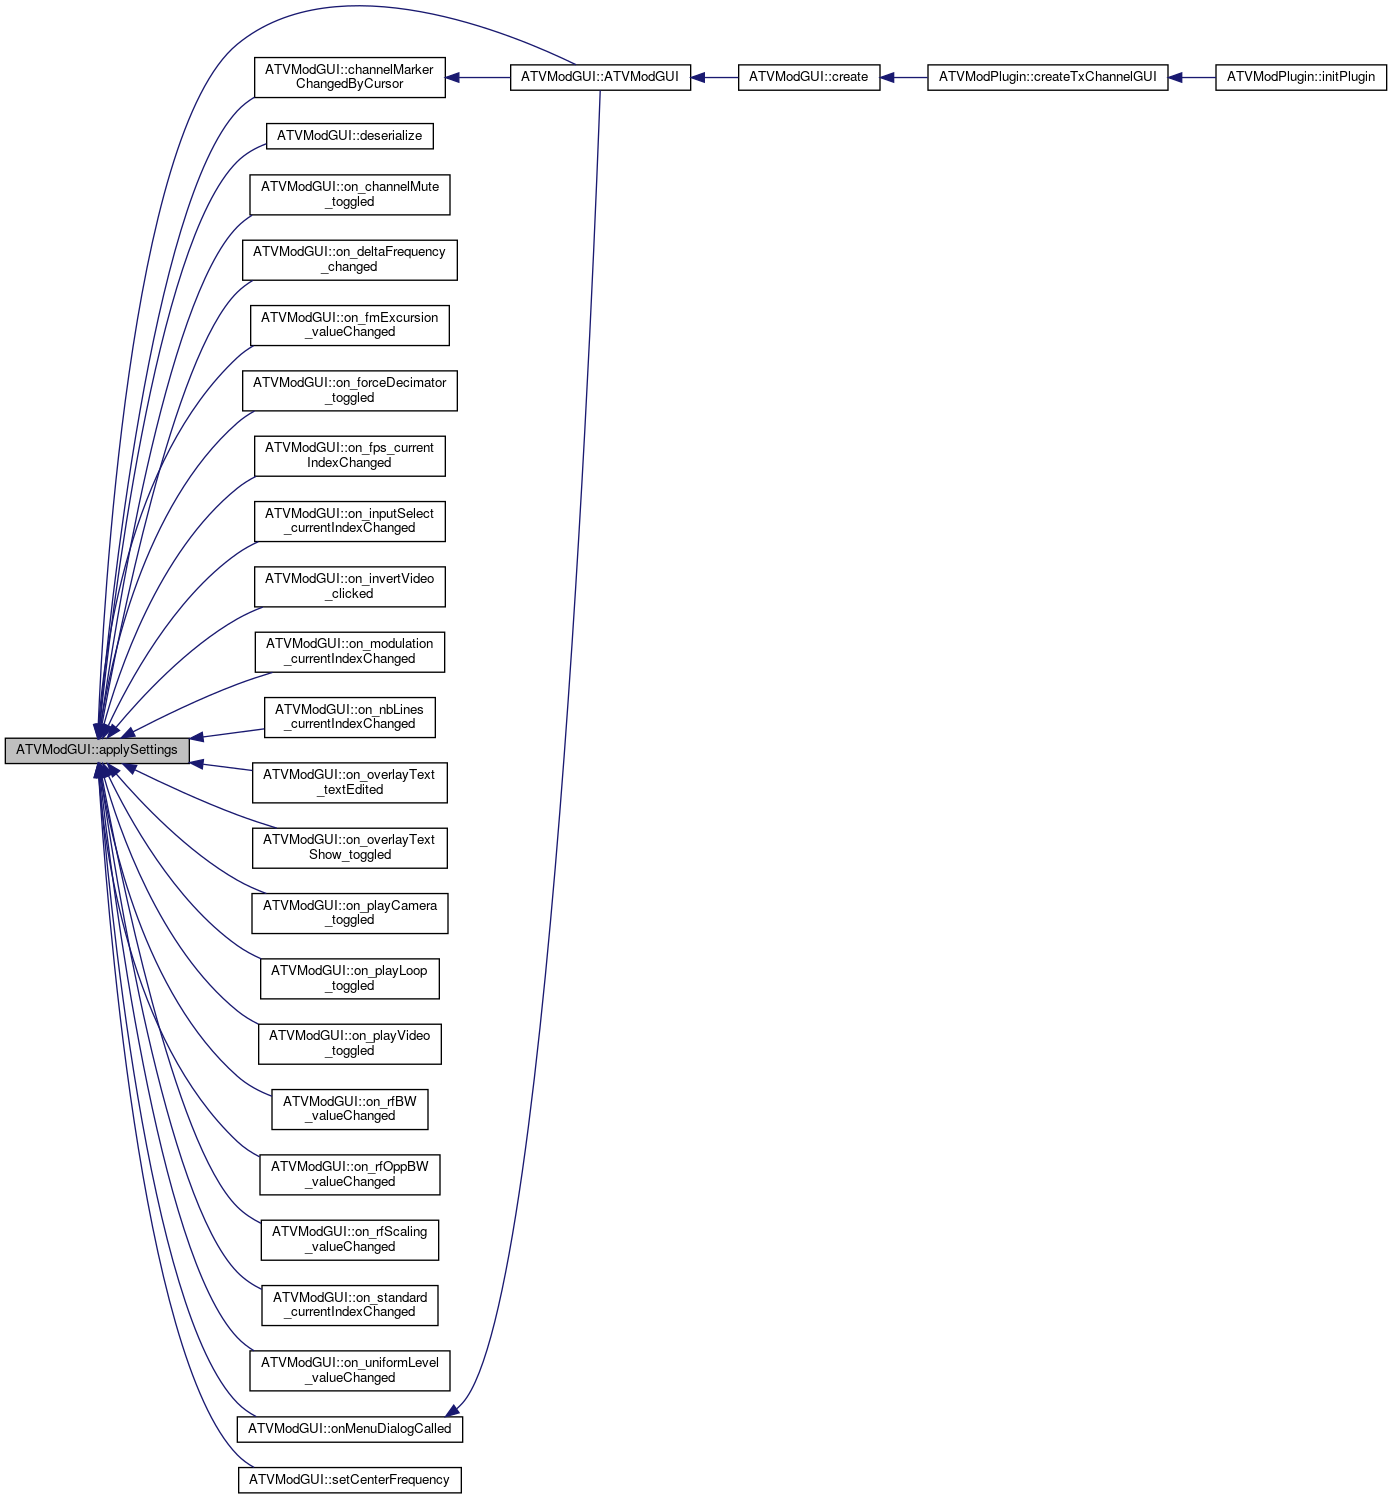 ATVModGUI::channelMarker
ChangedByCursor
ATVModGUI::ATVModGUI
ATVModGUI::create
ATVModPlugin::createTxChannelGUI
ATVModPlugin::initPlugin
ATVModGUI::deserialize
ATVModGUI::on_channelMute
_toggled
ATVModGUI::on_deltaFrequency
_changed
ATVModGUI::on_fmExcursion
_valueChanged
ATVModGUI::on_forceDecimator
_toggled
ATVModGUI::on_fps_current
IndexChanged
ATVModGUI::on_inputSelect
_currentIndexChanged
ATVModGUI::on_invertVideo
_clicked
ATVModGUI::on_modulation
_currentIndexChanged
ATVModGUI::on_nbLines
_currentIndexChanged
ATVModGUI::applySettings
ATVModGUI::on_overlayText
_textEdited
ATVModGUI::on_overlayText
Show_toggled
ATVModGUI::on_playCamera
_toggled
ATVModGUI::on_playLoop
_toggled
ATVModGUI::on_playVideo
_toggled
ATVModGUI::on_rfBW
_valueChanged
ATVModGUI::on_rfOppBW
_valueChanged
ATVModGUI::on_rfScaling
_valueChanged
ATVModGUI::on_standard
_currentIndexChanged
ATVModGUI::on_uniformLevel
_valueChanged
ATVModGUI::onMenuDialogCalled
ATVModGUI::setCenterFrequency